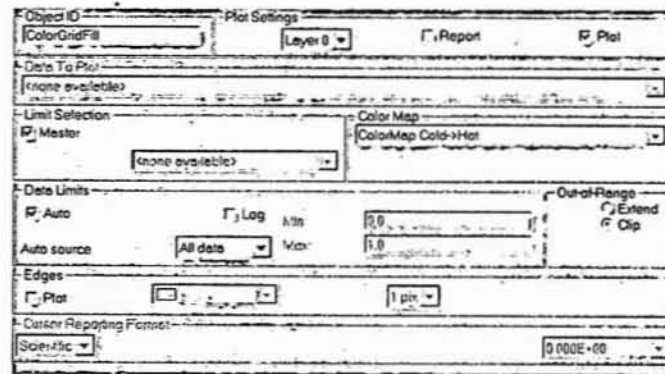 Object ID
Plot Settings
ColorGridFill
Layer 0
Report
Plot
Data To Plot
<none available>
Limit Selection
Color Map
Master
ColorMap Cold->Hot
<none available>
Data Limits
Out-of-Range
Auto
Log
Min
0.0
Extend
Clip
Auto source
All data
Max
1.0
Edges
Plot
1 pix
Cursor Reporting Format
Scientific
0.000E+00